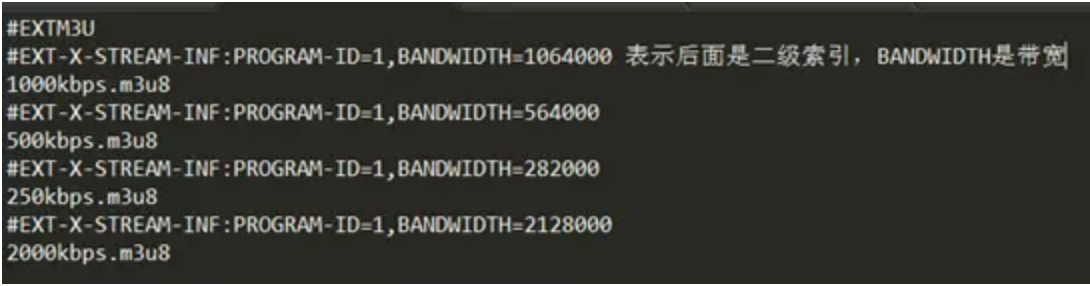 #EXTM3U
#EXT-X-STREAM-INF:PROGRAM-ID=1,BANDWIDTH=1064000 表示后面是二级索引，BANDWIDTH是带宽
1000kbps.m3u8
#EXT-X-STREAM-INF:PROGRAM-ID=1,BANDWIDTH=564000
500kbps.m3u8
#EXT-X-STREAM-INF:PROGRAM-ID=1,BANDWIDTH=282000
250kbps.m3u8
#EXT-X-STREAM-INF:PROGRAM-ID=1,BANDWIDTH=2128000
2000kbps.m3u8